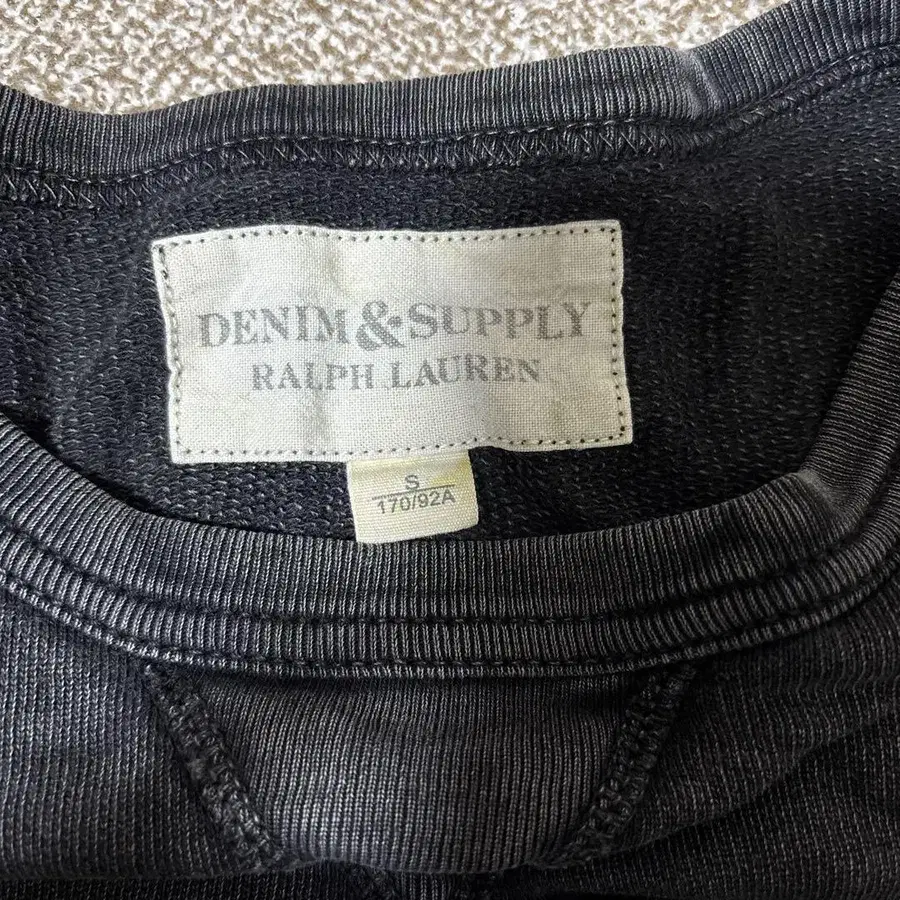 DENIM & SUPPLY
RALPH LAUREN
S
170/92A